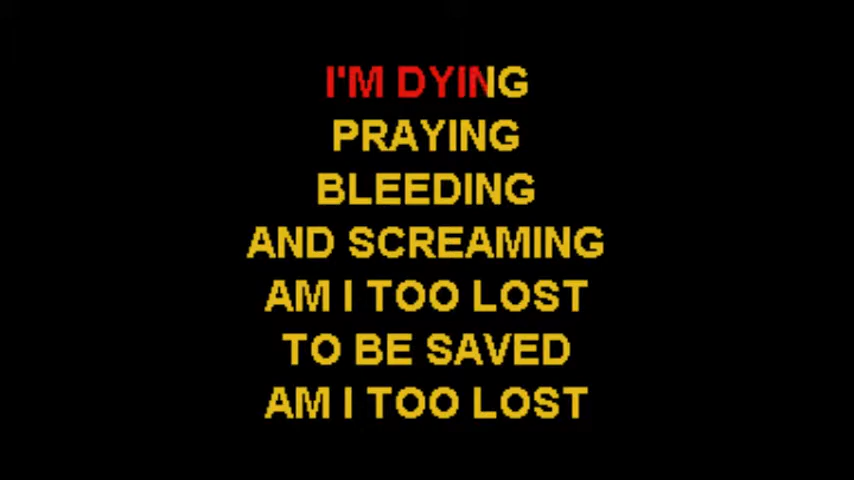 I'M DYING
PRAYING
BLEEDING
AND SCREAMING
AM I TOO LOST
TO BE SAVED
AM I TOO LOST